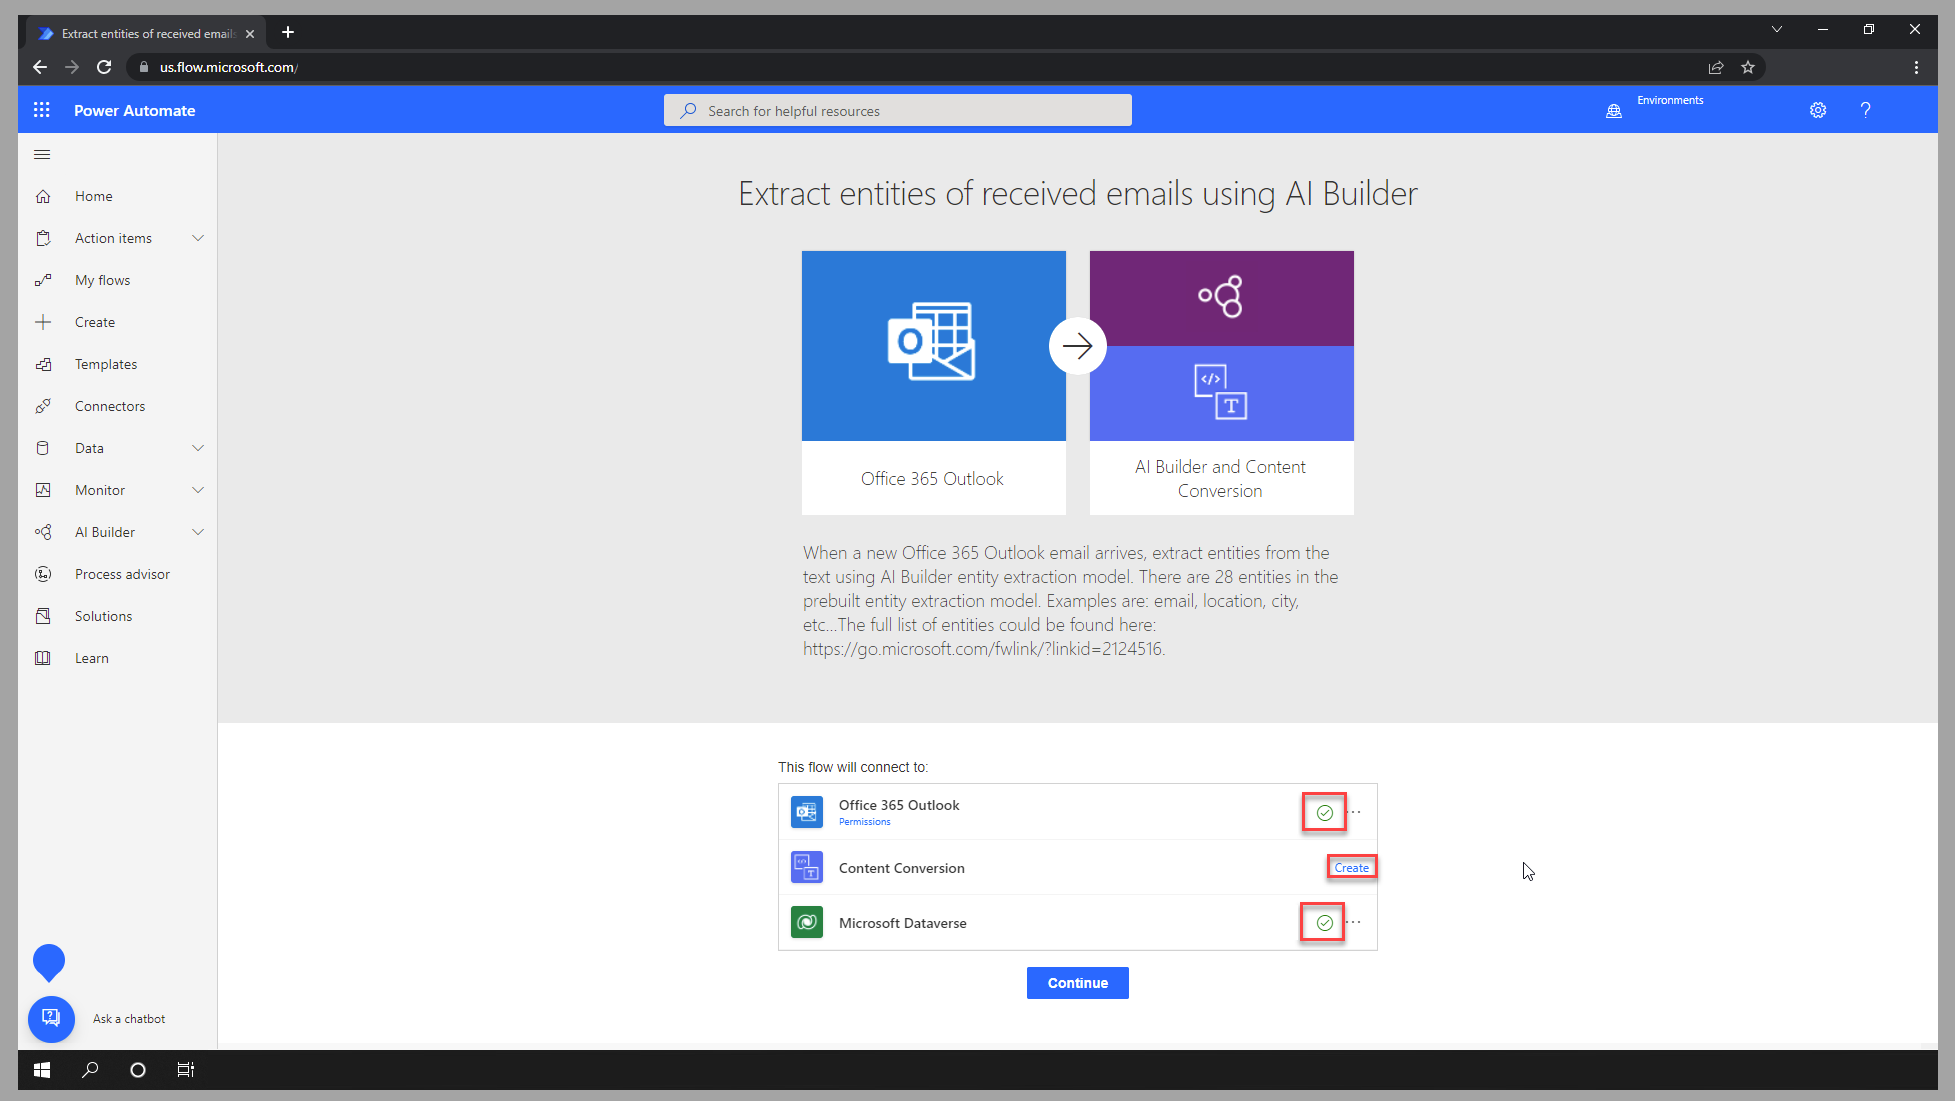 Extract entities of received emails
us.flow.microsoft.com/
Power Automate
Search for helpful resources
Environments
?
Home
Action items
My flows
Create
Templates
Connectors
Data
Monitor
AI Builder
Process advisor
Solutions
Learn
Ask a chatbot
Extract entities of received emails using AI Builder
Office 365 Outlook
AI Builder and Content
Conversion
When a new Office 365 Outlook email arrives, extract entities from the
text using AI Builder entity extraction model. There are 28 entities in the
prebuilt entity extraction model. Examples are: email, location, city,
etc...The full list of entities could be found here:
https://go.microsoft.com/fwlink/?linkid=2124516.
This flow will connect to:
Office 365 Outlook
Permissions
Content Conversion
Create
Microsoft Dataverse
Continue